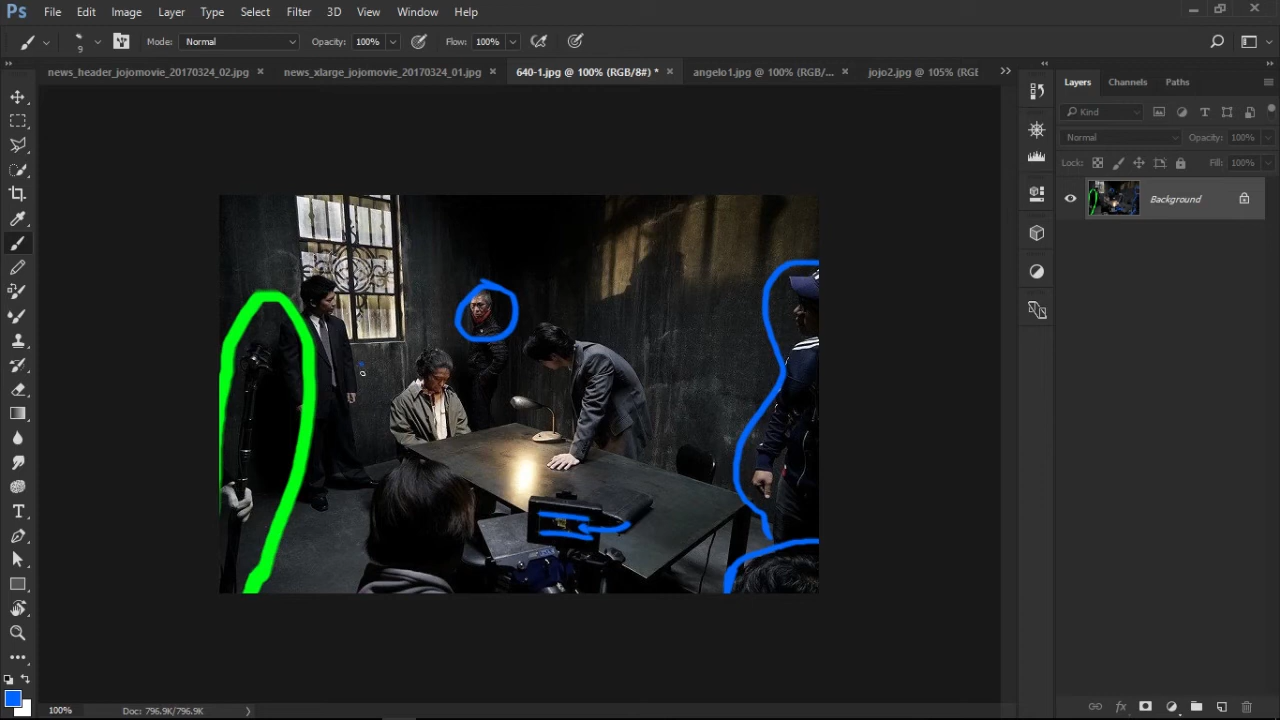 Ps File Edit Image Layer Type Select Filter 3D View Window Help
9 Mode: Normal Opacity: 100% Flow: 100%
news_header_jojomovie_20170324_02.jpg × news_xlarge_jojomovie_20170324_01.jpg × 640-1.jpg @ 100% (RGB/8#) * × angelo1.jpg @ 100% (RGB/... × jojo2.jpg @ 105% (RGB
Layers Channels Paths
Kind
Normal Opacity: 100%
Lock: Fill: 100%
Background
100% Doc: 796.9K/796.9K